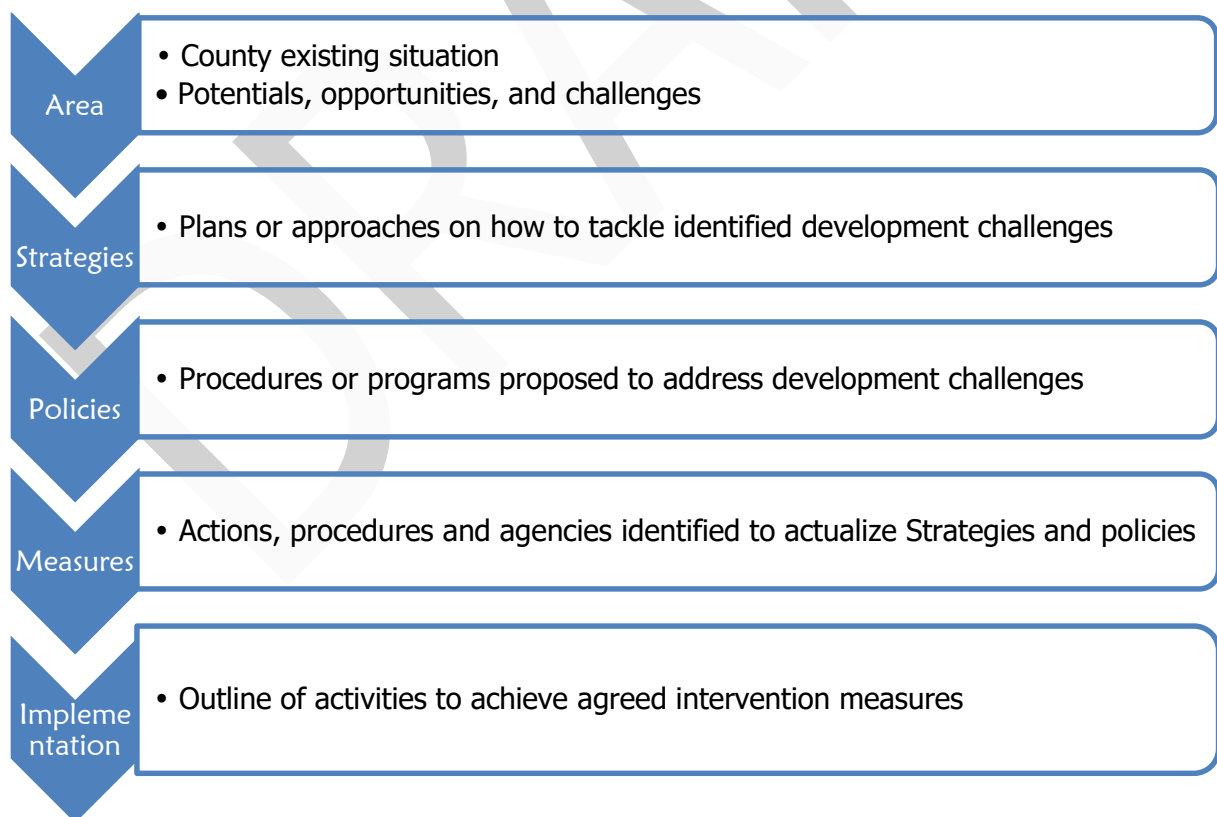 Area
• County existing situation
• Potentials, opportunities, and challenges
Strategies
• Plans or approaches on how to tackle identified development challenges
Policies
• Procedures or programs proposed to address development challenges
Measures
• Actions, procedures and agencies identified to actualize Strategies and policies
Impleme
ntation
• Outline of activities to achieve agreed intervention measures